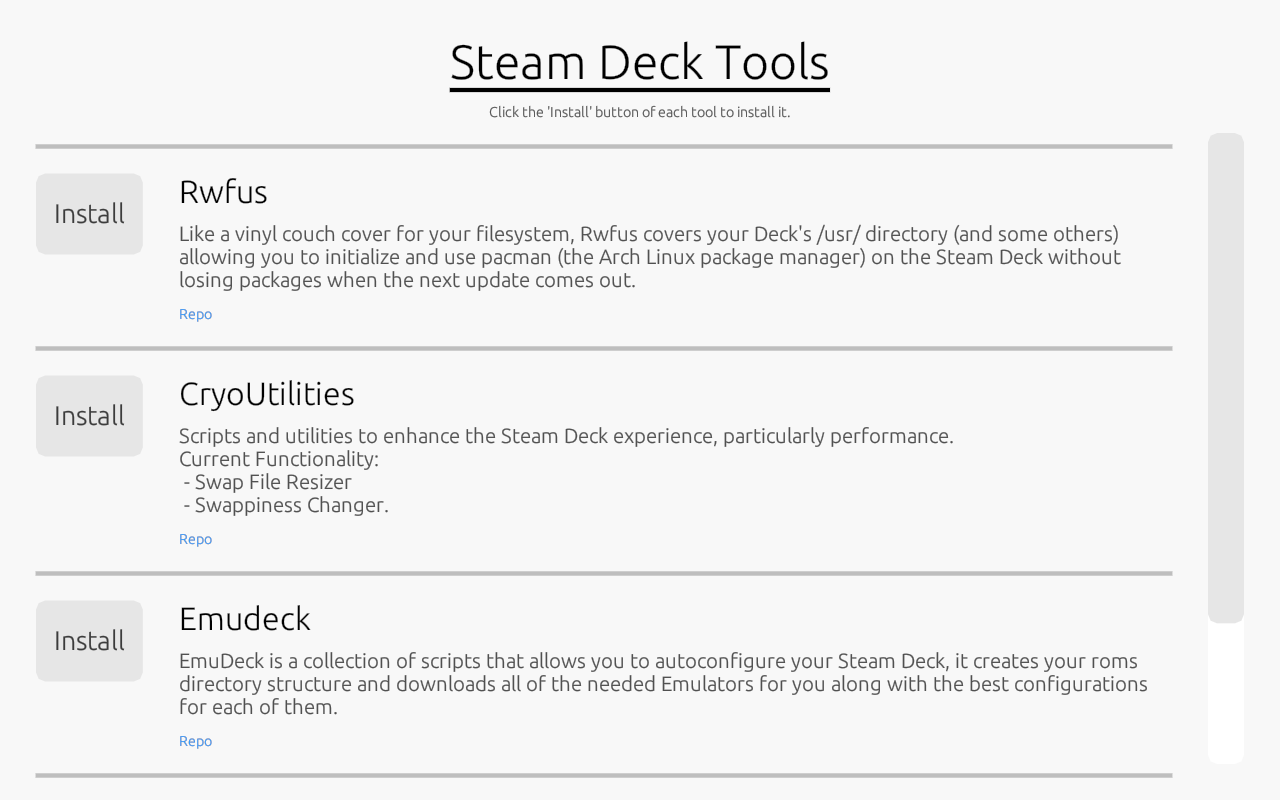 Steam Deck Tools
Click the 'Install' button of each tool to install it.
Install
Rwfus
Like a vinyl couch cover for your filesystem, Rwfus covers your Deck's /usr/ directory (and some others)
allowing you to initialize and use pacman (the Arch Linux package manager) on the Steam Deck without
losing packages when the next update comes out.
Repo
Install
CryoUtilities
Scripts and utilities to enhance the Steam Deck experience, particularly performance.
Current Functionality:
- Swap File Resizer
- Swappiness Changer.
Repo
Install
Emudeck
EmuDeck is a collection of scripts that allows you to autoconfigure your Steam Deck, it creates your roms
directory structure and downloads all of the needed Emulators for you along with the best configurations
for each of them.
Repo